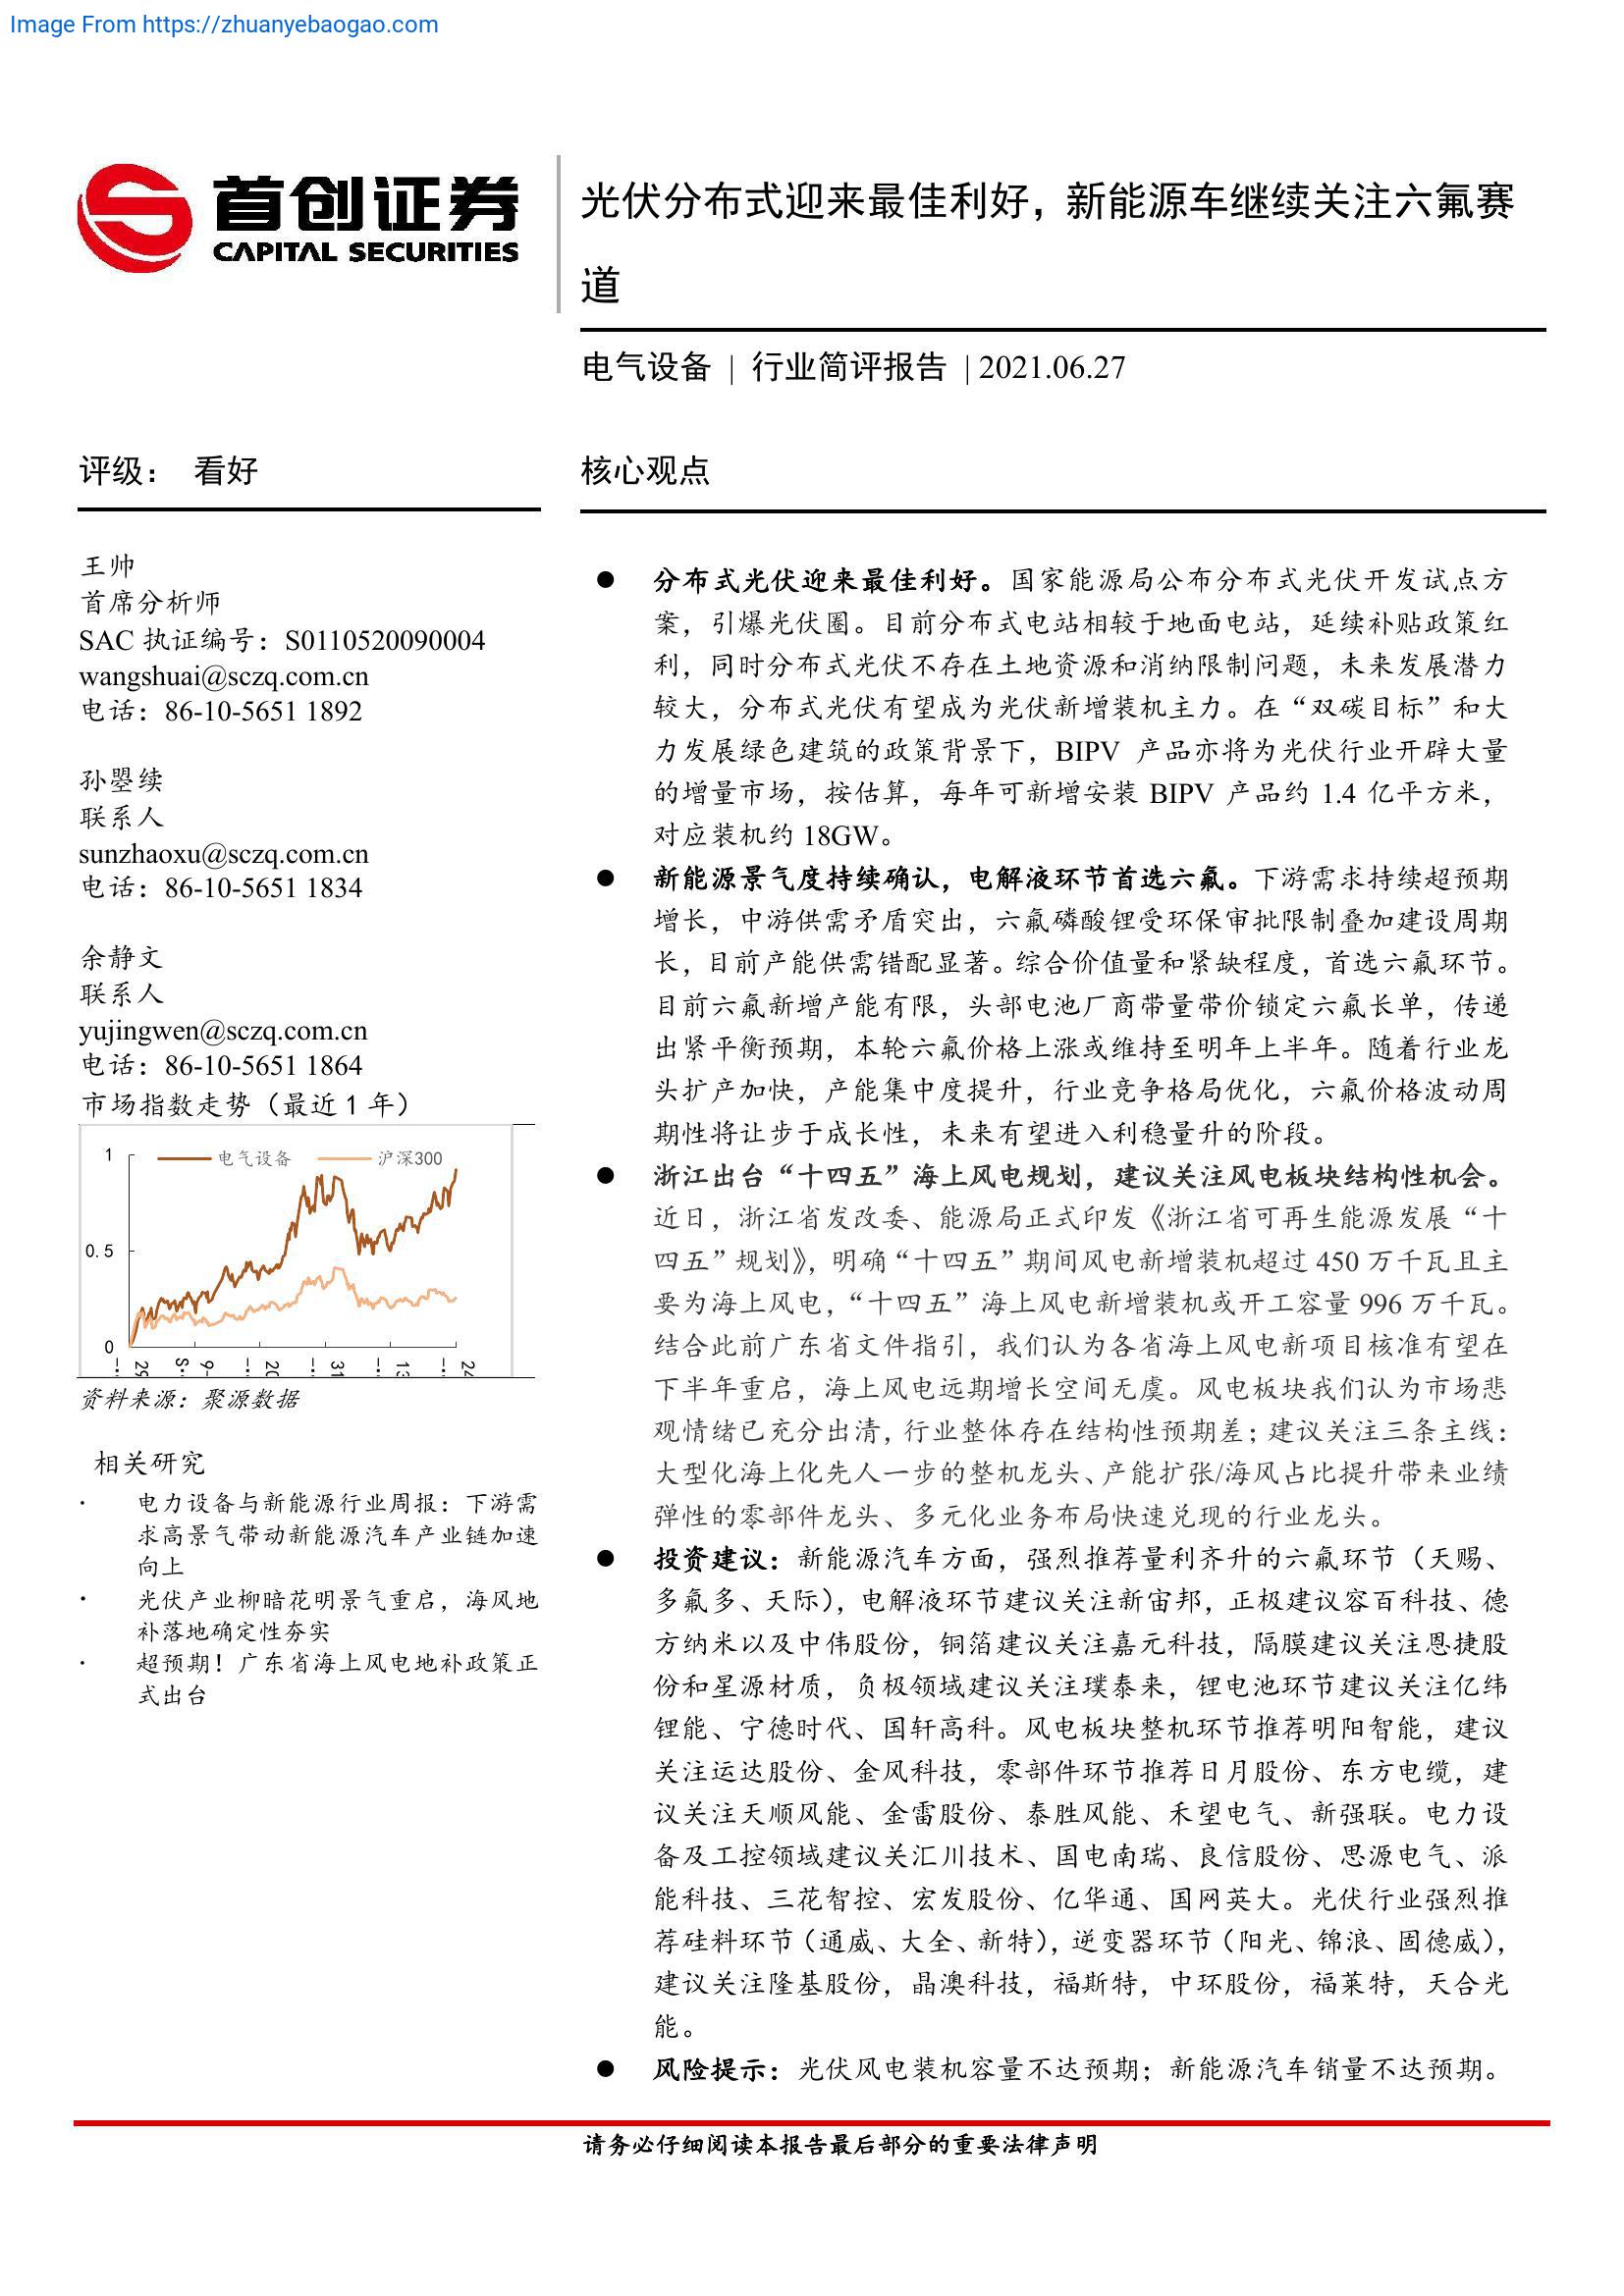 Image From https://zhuanyebaogao.com
首创证券
CAPITAL SECURITIES
光伏分布式迎来最佳利好，新能源车继续关注六氟赛
道
电气设备 | 行业简评报告 | 2021.06.27
评级： 看好
王帅
首席分析师
SAC 执证编号：S0110520090004
wangshuai@sczq.com.cn
电话：86-10-5651 1892
孙曌续
联系人
sunzhaoxu@sczq.com.cn
电话：86-10-5651 1834
余静文
联系人
yujingwen@sczq.com.cn
电话：86-10-5651 1864
市场指数走势（最近 1 年）
电气设备 沪深300
1
0.5
0
资料来源：聚源数据
相关研究
· 电力设备与新能源行业周报：下游需
求高景气带动新能源汽车产业链加速
向上
· 光伏产业柳暗花明景气重启，海风地
补落地确定性夯实
· 超预期！广东省海上风电地补政策正
式出台
核心观点
● 分布式光伏迎来最佳利好。国家能源局公布分布式光伏开发试点方
案，引爆光伏圈。目前分布式电站相较于地面电站，延续补贴政策红
利，同时分布式光伏不存在土地资源和消纳限制问题，未来发展潜力
较大，分布式光伏有望成为光伏新增装机主力。在“双碳目标”和大
力发展绿色建筑的政策背景下，BIPV 产品亦将为光伏行业开辟大量
的增量市场，按估算，每年可新增安装 BIPV 产品约 1.4 亿平方米，
对应装机约 18GW。
● 新能源景气度持续确认，电解液环节首选六氟。下游需求持续超预期
增长，中游供需矛盾突出，六氟磷酸锂受环保审批限制叠加建设周期
长，目前产能供需错配显著。综合价值量和紧缺程度，首选六氟环节。
目前六氟新增产能有限，头部电池厂商带量带价锁定六氟长单，传递
出紧平衡预期，本轮六氟价格上涨或维持至明年上半年。随着行业龙
头扩产加快，产能集中度提升，行业竞争格局优化，六氟价格波动周
期性将让步于成长性，未来有望进入利稳量升的阶段。
● 浙江出台“十四五”海上风电规划，建议关注风电板块结构性机会。
近日，浙江省发改委、能源局正式印发《浙江省可再生能源发展“十
四五”规划》，明确“十四五”期间风电新增装机超过 450 万千瓦且主
要为海上风电，“十四五”海上风电新增装机或开工容量 996 万千瓦。
结合此前广东省文件指引，我们认为各省海上风电新项目核准有望在
下半年重启，海上风电远期增长空间无虞。风电板块我们认为市场悲
观情绪已充分出清，行业整体存在结构性预期差；建议关注三条主线：
大型化海上化先人一步的整机龙头、产能扩张/海风占比提升带来业绩
弹性的零部件龙头、多元化业务布局快速兑现的行业龙头。
● 投资建议：新能源汽车方面，强烈推荐量利齐升的六氟环节（天赐、
多氟多、天际），电解液环节建议关注新宙邦，正极建议容百科技、德
方纳米以及中伟股份，铜箔建议关注嘉元科技，隔膜建议关注恩捷股
份和星源材质，负极领域建议关注璞泰来，锂电池环节建议关注亿纬
锂能、宁德时代、国轩高科。风电板块整机环节推荐明阳智能，建议
关注运达股份、金风科技，零部件环节推荐日月股份、东方电缆，建
议关注天顺风能、金雷股份、泰胜风能、禾望电气、新强联。电力设
备及工控领域建议关汇川技术、国电南瑞、良信股份、思源电气、派
能科技、三花智控、宏发股份、亿华通、国网英大。光伏行业强烈推
荐硅料环节（通威、大全、新特），逆变器环节（阳光、锦浪、固德威），
建议关注隆基股份，晶澳科技，福斯特，中环股份，福莱特，天合光
能。
● 风险提示：光伏风电装机容量不达预期；新能源汽车销量不达预期。
请务必仔细阅读本报告最后部分的重要法律声明